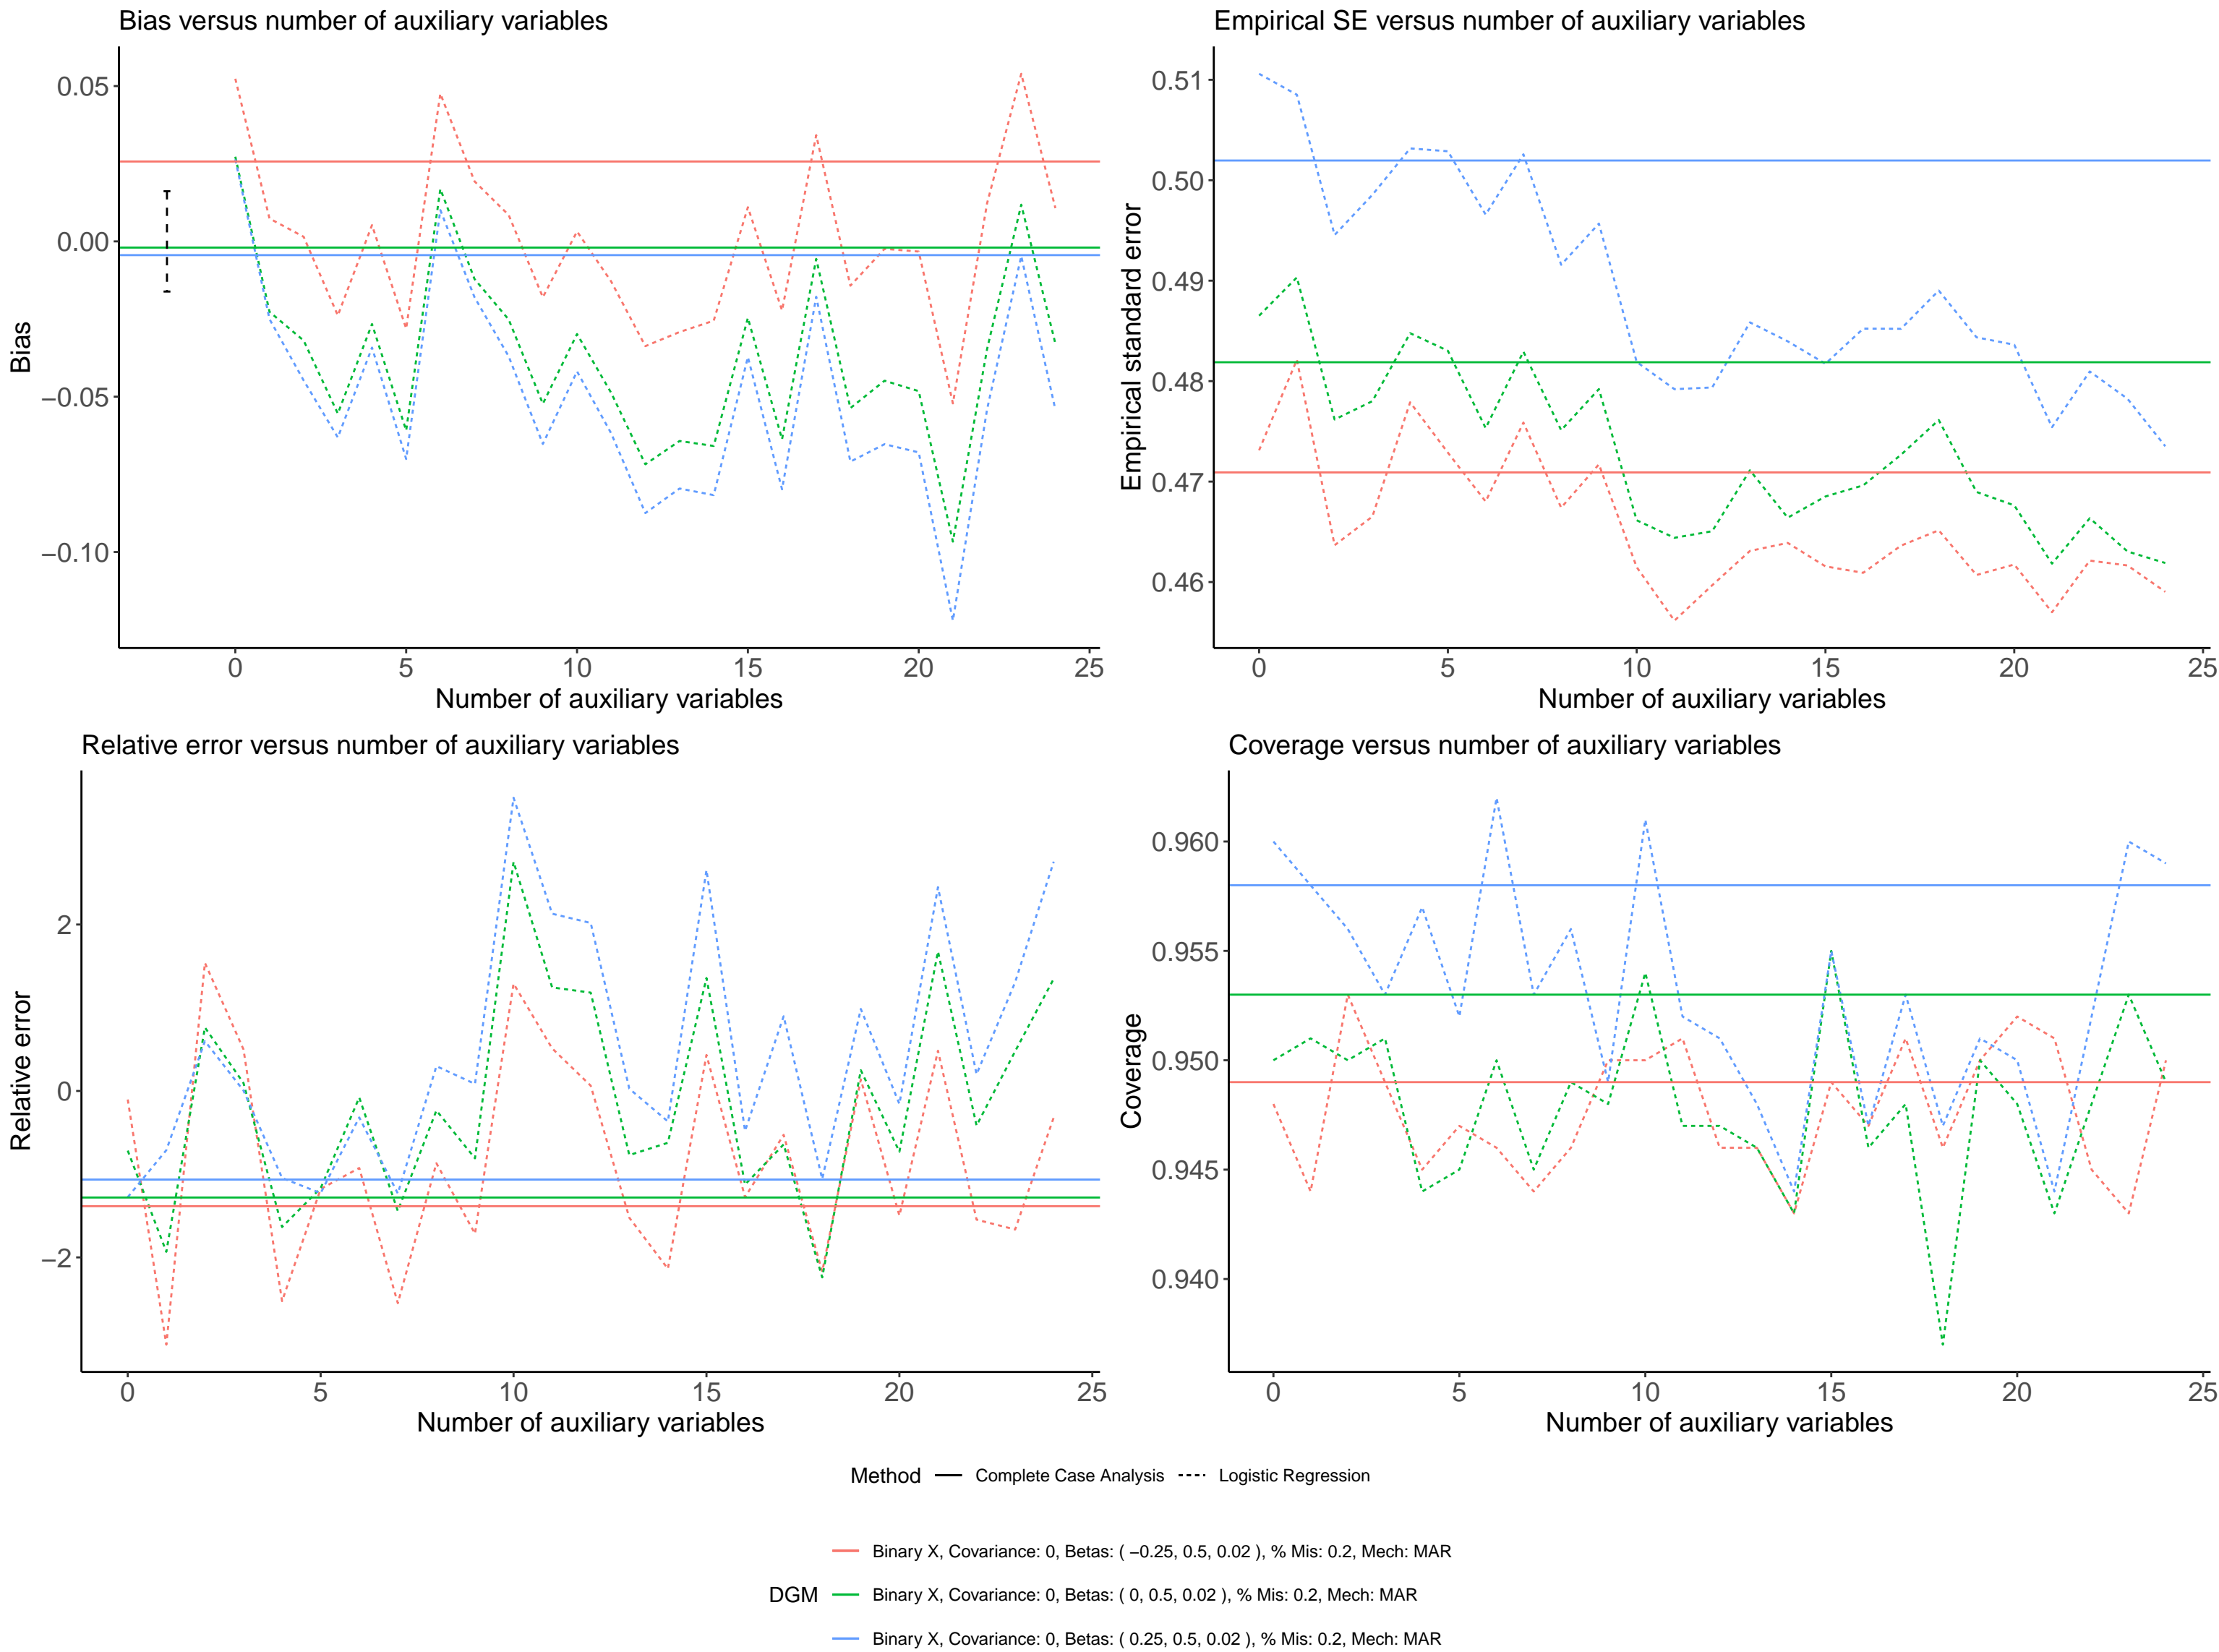 Bias versus number of auxiliary variables
0.05
0.00
−0.05
−0.10
Bias
0 5 10 15 20 25
Number of auxiliary variables
Empirical SE versus number of auxiliary variables
0.51
0.50
0.49
0.48
0.47
0.46
Empirical standard error
0 5 10 15 20 25
Number of auxiliary variables
Relative error versus number of auxiliary variables
2
0
−2
Relative error
0 5 10 15 20 25
Number of auxiliary variables
Coverage versus number of auxiliary variables
0.960
0.955
0.950
0.945
0.940
Coverage
0 5 10 15 20 25
Number of auxiliary variables
Method Complete Case Analysis Logistic Regression
Binary X, Covariance: 0, Betas: ( −0.25, 0.5, 0.02 ), % Mis: 0.2, Mech: MAR
DGM Binary X, Covariance: 0, Betas: ( 0, 0.5, 0.02 ), % Mis: 0.2, Mech: MAR
Binary X, Covariance: 0, Betas: ( 0.25, 0.5, 0.02 ), % Mis: 0.2, Mech: MAR